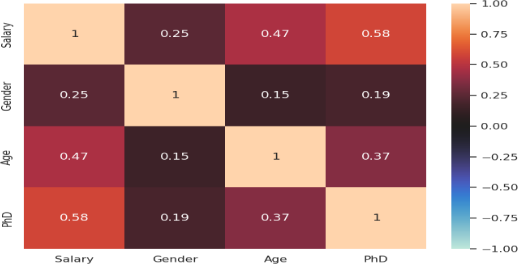 Salary 1 0.25 0.47 0.58
Gender 0.25 1 0.15 0.19
Age 0.47 0.15 1 0.37
PhD 0.58 0.19 0.37 1
Salary Gender Age PhD
1.00
0.75
0.50
0.25
0.00
−0.25
−0.50
−0.75
−1.00